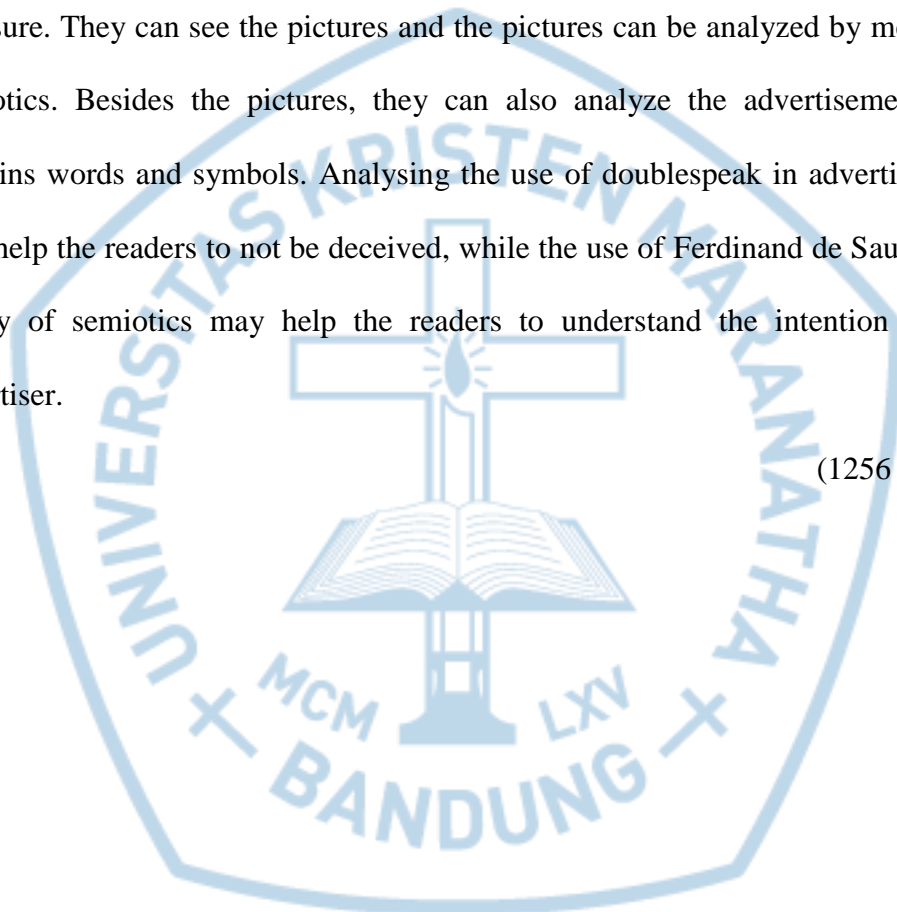 sure. They can see the pictures and the pictures can be analyzed by me
otics. Besides the pictures, they can also analyze the advertiseme
ins words and symbols. Analysing the use of doublespeak in adverti
help the readers to not be deceived, while the use of Ferdinand de Sau
y of semiotics may help the readers to understand the intention
rtiser.
(1256
UNIVERSITAS KRISTEN MARANATHA
MCM LXV
BANDUNG